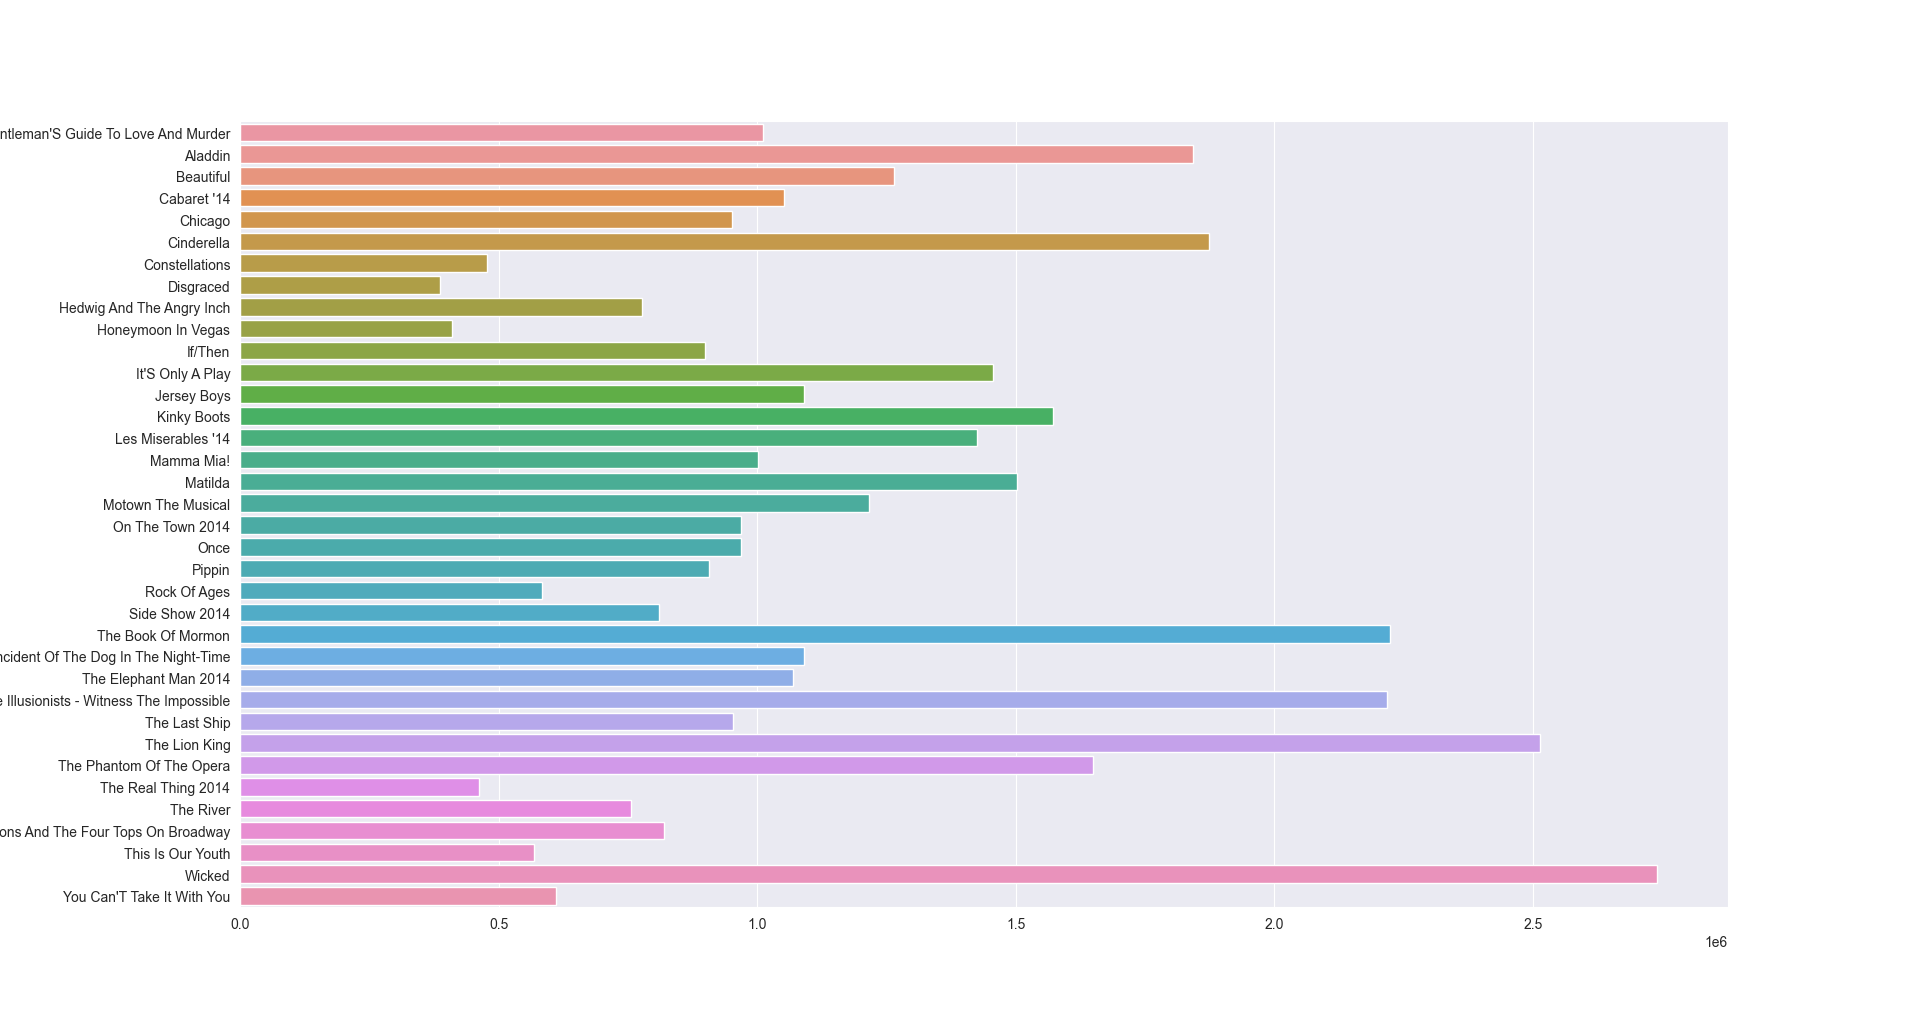 Guide To Love And Murder
Aladdin
Beautiful
Cabaret '14
Chicago
Cinderella
Constellations
Disgraced
Hedwig And The Angry Inch
Honeymoon In Vegas
If/Then
It'S Only A Play
Jersey Boys
Kinky Boots
Les Miserables '14
Mamma Mia!
Matilda
Motown The Musical
On The Town 2014
Once
Pippin
Rock Of Ages
Side Show 2014
The Book Of Mormon
Of The Dog In The Night-Time
The Elephant Man 2014
Illusionists - Witness The Impossible
The Last Ship
The Lion King
The Phantom Of The Opera
The Real Thing 2014
The River
And The Four Tops On Broadway
This Is Our Youth
Wicked
You Can'T Take It With You
0.0 0.5 1.0 1.5 2.0 2.5
1e6